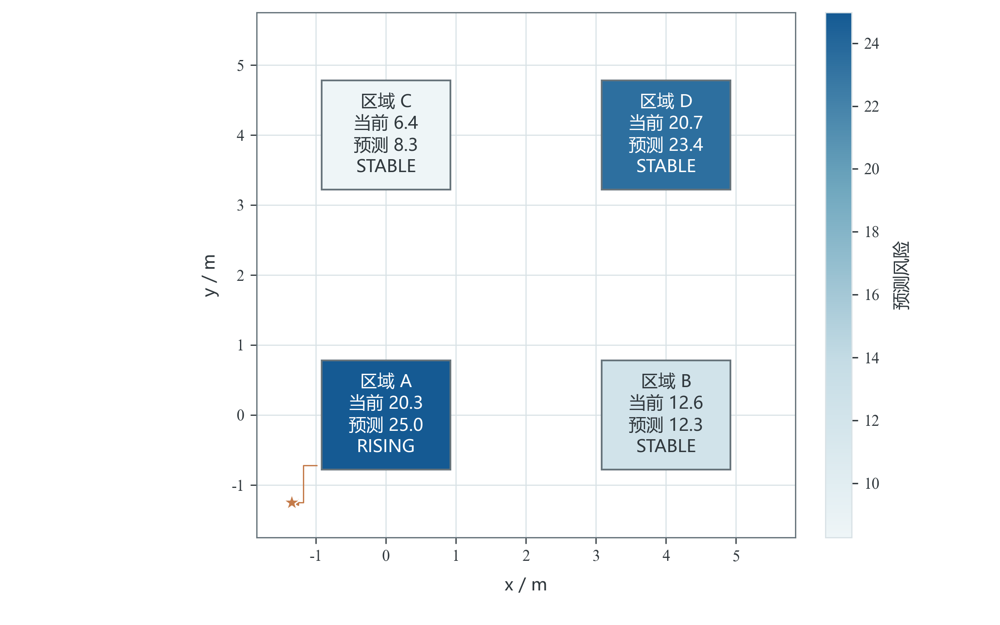 区域 C
当前 6.4
预测 8.3
STABLE
区域 D
当前 20.7
预测 23.4
STABLE
区域 A
当前 20.3
预测 25.0
RISING
区域 B
当前 12.6
预测 12.3
STABLE
5
4
3
2
1
0
-1
y / m
-1
0
1
2
3
4
5
x / m
24
22
20
18
16
14
12
10
预测风险